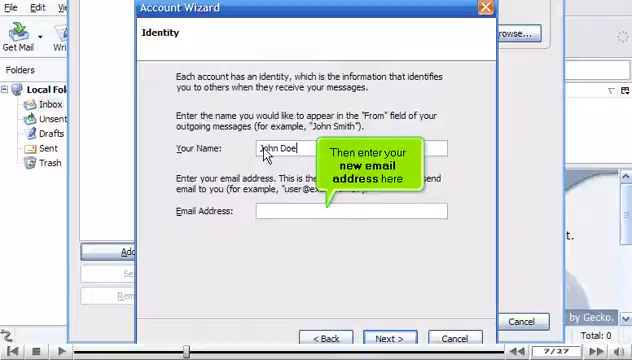 Account Wizard
File
Edit
Get Mail
Folders
Local Fold
Inbox
Unsent
Drafts
Sent
Trash
Identity
Each account has an identity, which is the information that identifies
you to others when they receive your messages.
Enter the name you would like to appear in the "From" field of your
outgoing messages (for example, "John Smith").
Your Name: John Doe
Then enter your
new email
address here
Enter your email address. This is the
send
email to you (for example, "user@ex
Email Address:
< Back
Next >
Cancel
Cancel
rowse...
by Gecko.
Total: 0
7/27